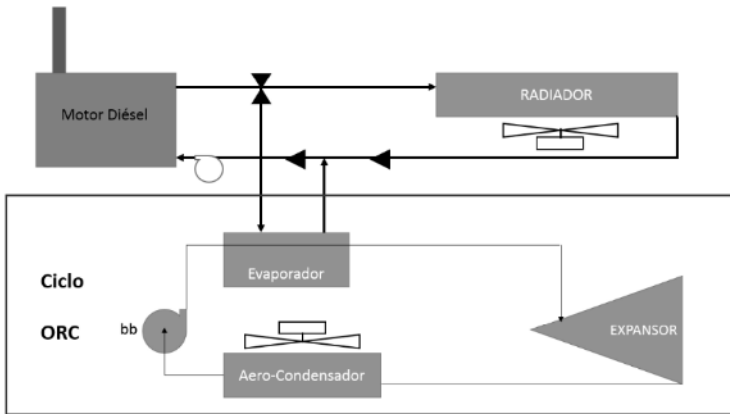 Motor Diésel
RADIADOR
Evaporador
Ciclo
ORC
bb
EXPANSOR
Aero-Condensador